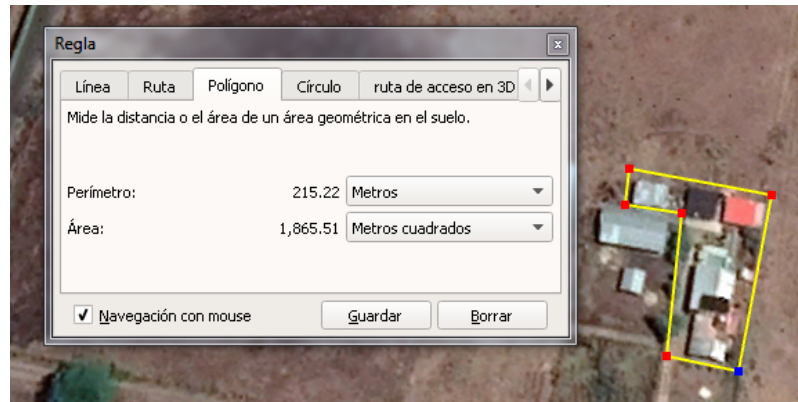 Regla
Línea Ruta Polígono Círculo ruta de acceso en 3D
Mide la distancia o el área de un área geométrica en el suelo.
Perímetro: 215.22 Metros
Área: 1,865.51 Metros cuadrados
Navegación con mouse Guardar Borrar